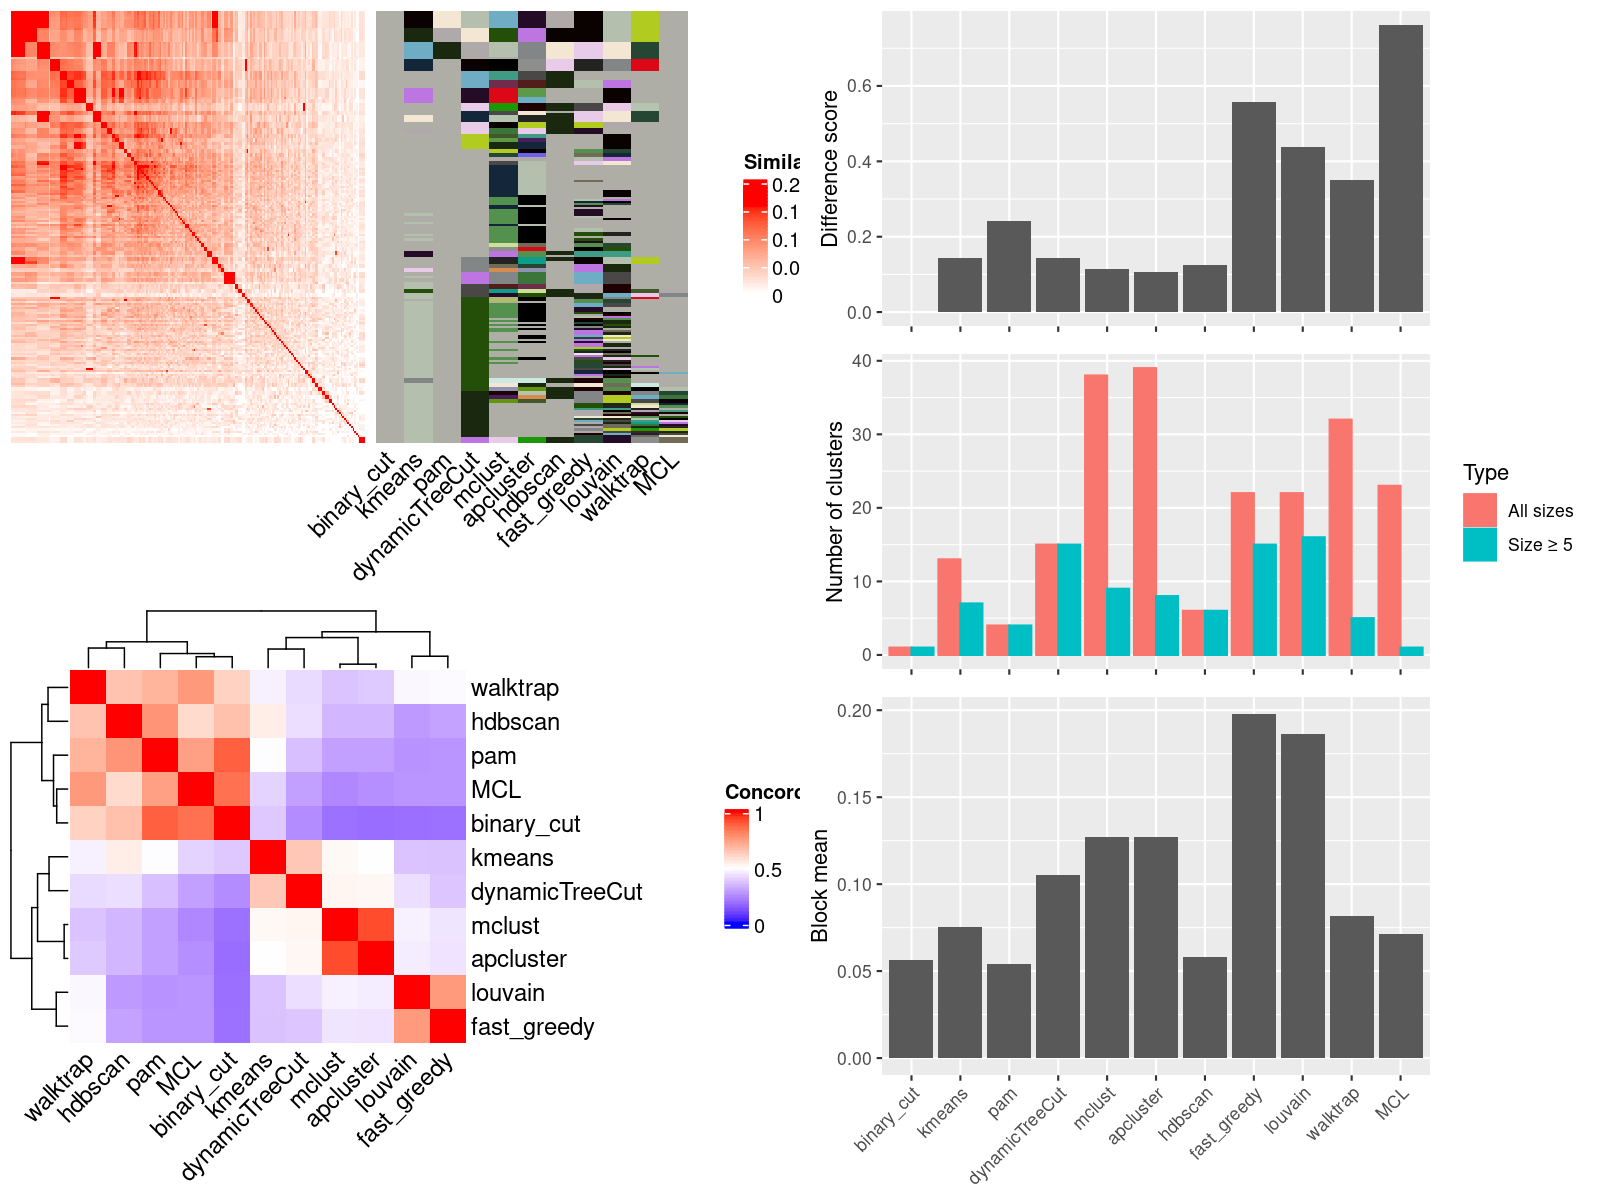 Simila
0.2
0.1
0.1
0.0
0
binary_cut
kmeans
pam
dynamicTreeCut
mclust
apcluster
hdbscan
fast_greedy
louvain
walktrap
MCL
walktrap
hdbscan
pam
MCL
binary_cut
kmeans
dynamicTreeCut
mclust
apcluster
louvain
fast_greedy
walktrap
hdbscan
pam
MCL
binary_cut
kmeans
dynamicTreeCut
mclust
apcluster
louvain
fast_greedy
Concord
1
0.5
0
Difference score
0.6
0.4
0.2
0.0
Number of clusters
40
30
20
10
0
Type
All sizes
Size ≥ 5
Block mean
0.20
0.15
0.10
0.05
0.00
binary_cut
kmeans
pam
dynamicTreeCut
mclust
apcluster
hdbscan
fast_greedy
louvain
walktrap
MCL